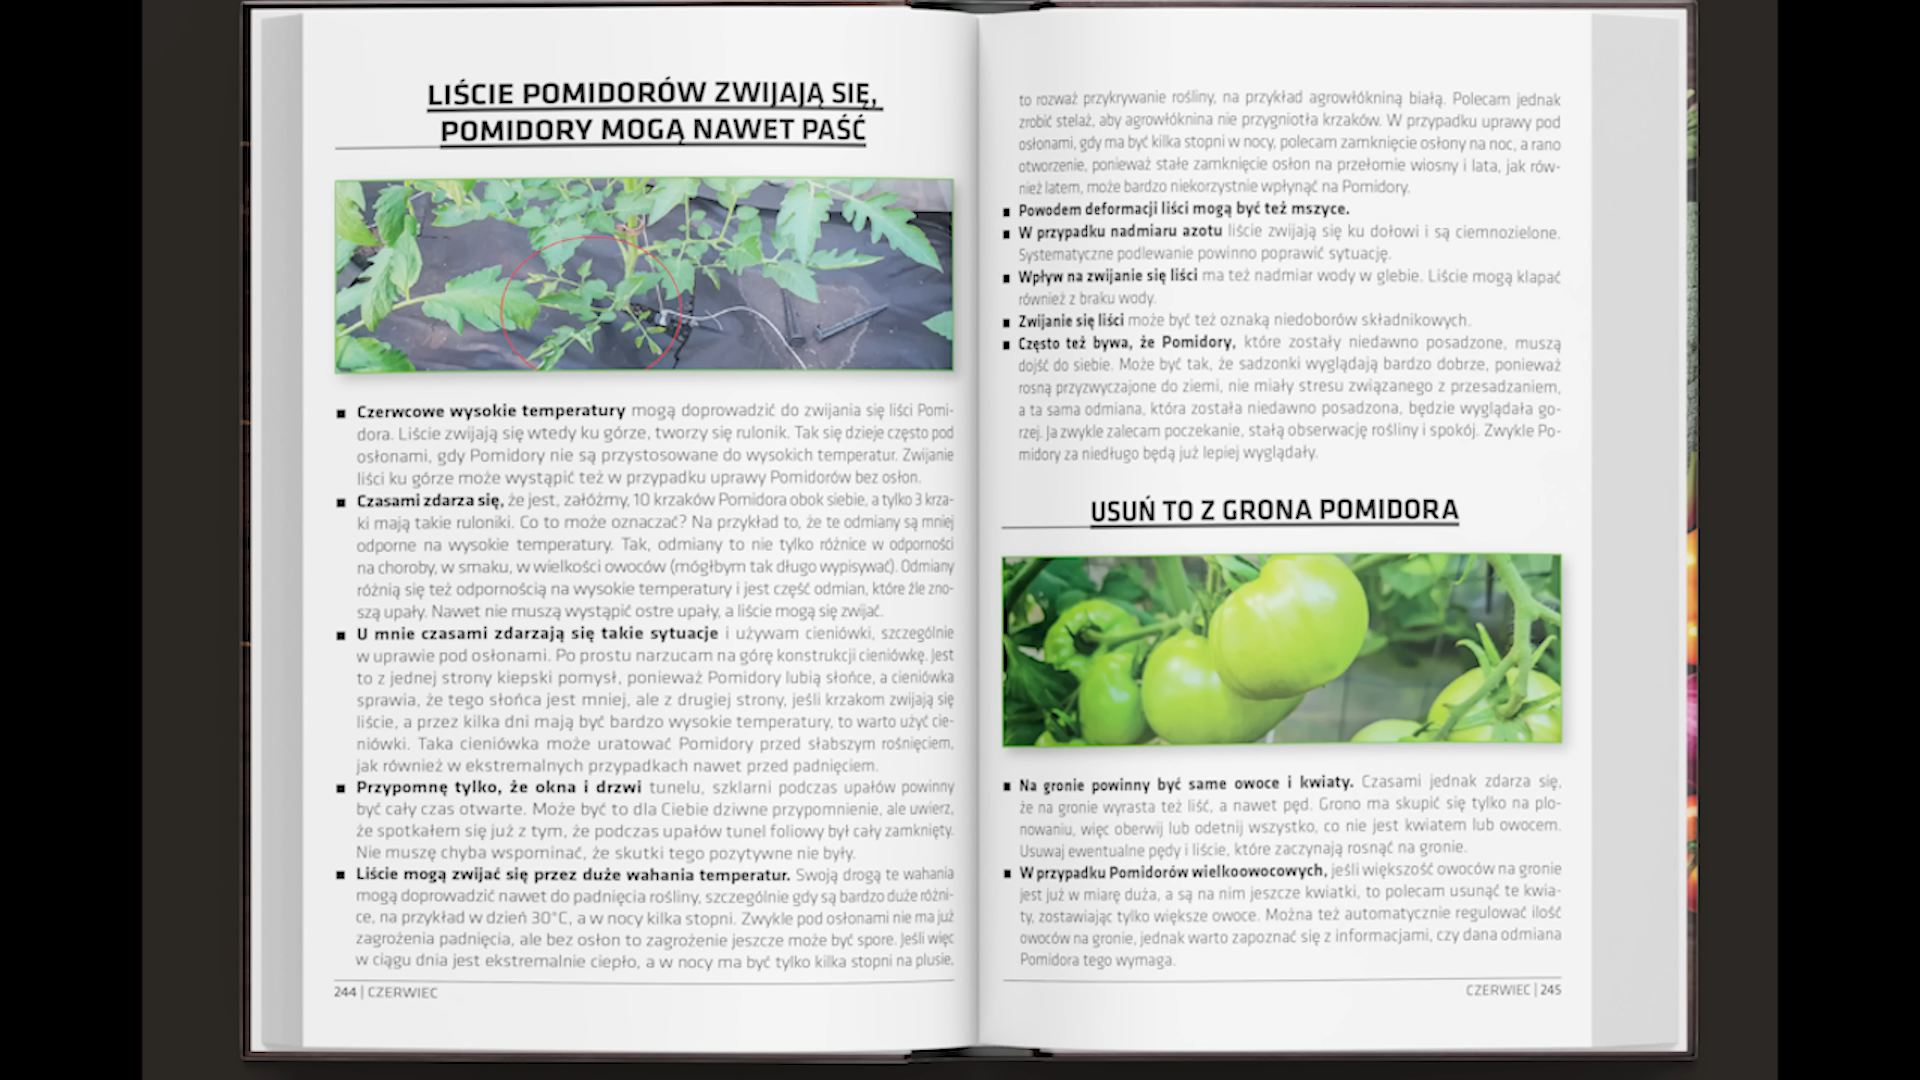 LIŚCIE POMIDORÓW ZWIJAJĄ SIĘ,
POMIDORY MOGĄ NAWET PAŚĆ
■ Czerwcowe wysokie temperatury mogą doprowadzić do zwijania się liści Pomi-
dora. Liście zwijają się wtedy ku górze, tworzy się rulonik. Tak się dzieje często pod
osłonami, gdy Pomidory nie są przystosowane do wysokich temperatur. Zwijanie
liści ku górze może wystąpić też w przypadku uprawy Pomidorów bez osłon.
■ Czasami zdarza się, że jest, załóżmy, 10 krzaków Pomidora obok siebie, a tylko 3 krza-
ki mają takie ruloniki. Co to może oznaczać? Na przykład to, że te odmiany są mniej
odporne na wysokie temperatury. Tak, odmiany to nie tylko różnice w odporności
na choroby, w smaku, w wielkości owoców (mógłbym tak długo wypisywać). Odmiany
różnią się też odpornością na wysokie temperatury i jest część odmian, które źle zno-
szą upały. Nawet nie muszą wystąpić ostre upały, a liście mogą się zwijać.
■ U mnie czasami zdarzają się takie sytuacje i używam cieniówki, szczególnie
w uprawie pod osłonami. Po prostu narzucam na górę konstrukcji cieniówkę. Jest
to z jednej strony kiepski pomysł, ponieważ Pomidory lubią słońce, a cieniówka
sprawia, że tego słońca jest mniej, ale z drugiej strony, jeśli krzakom zwijają się
liście, a przez kilka dni mają być bardzo wysokie temperatury, to warto użyć cie-
niówki. Taka cieniówka może uratować Pomidory przed słabszym rośnięciem,
jak również w ekstremalnych przypadkach nawet przed padnięciem.
■ Przypomnę tylko, że okna i drzwi tunelu, szklarni podczas upałów powinny
być cały czas otwarte. Może być to dla Ciebie dziwne przypomnienie, ale uwierz,
że spotkałem się już z tym, że podczas upałów tunel foliowy był cały zamknięty.
Nie muszę chyba wspominać, że skutki tego pozytywne nie były.
■ Liście mogą zwijać się przez duże wahania temperatur. Swoją drogą te wahania
mogą doprowadzić nawet do padnięcia rośliny, szczególnie gdy są bardzo duże różni-
ce, na przykład w dzień 30°C, a w nocy kilka stopni. Zwykle pod osłonami nie ma już
zagrożenia padnięcia, ale bez osłon to zagrożenie jeszcze może być spore. Jeśli więc
w ciągu dnia jest ekstremalnie ciepło, a w nocy ma być tylko kilka stopni na plusie,
244 | CZERWIEC
to rozważ przykrywanie rośliny, na przykład agrowłókniną białą. Polecam jednak
zrobić stelaż, aby agrowłóknina nie przygniotła krzaków. W przypadku uprawy pod
osłonami, gdy ma być kilka stopni w nocy, polecam zamknięcie osłony na noc, a rano
otworzenie, ponieważ stałe zamknięcie osłon na przełomie wiosny i lata, jak rów-
nież latem, może bardzo niekorzystnie wpłynąć na Pomidory.
■ Powodem deformacji liści mogą być też mszyce.
■ W przypadku nadmiaru azotu liście zwijają się ku dołowi i są ciemnozielone.
Systematyczne podlewanie powinno poprawić sytuację.
■ Wpływ na zwijanie się liści ma też nadmiar wody w glebie. Liście mogą klapać
również z braku wody.
■ Zwijanie się liści może być też oznaką niedoborów składnikowych.
■ Często też bywa, że Pomidory, które zostały niedawno posadzone, muszą
dojść do siebie. Może być tak, że sadzonki wyglądają bardzo dobrze, ponieważ
rosną przyzwyczajone do ziemi, nie miały stresu związanego z przesadzaniem,
a ta sama odmiana, która została niedawno posadzona, będzie wyglądała go-
rzej. Ja zwykle zalecam poczekanie, stałą obserwację rośliny i spokój. Zwykle Po-
midory za niedługo będą już lepiej wyglądały.
USUŃ TO Z GRONA POMIDORA
■ Na gronie powinny być same owoce i kwiaty. Czasami jednak zdarza się,
że na gronie wyrasta też liść, a nawet pęd. Grono ma skupić się tylko na plo-
nowaniu, więc oberwij lub odetnij wszystko, co nie jest kwiatem lub owocem.
Usuwaj ewentualne pędy i liście, które zaczynają rosnąć na gronie.
■ W przypadku Pomidorów wielkoowocowych, jeśli większość owoców na gronie
jest już w miarę duża, a są na nim jeszcze kwiatki, to polecam usunąć te kwia-
ty, zostawiając tylko większe owoce. Można też automatycznie regulować ilość
owoców na gronie, jednak warto zapoznać się z informacjami, czy dana odmiana
Pomidora tego wymaga.
CZERWIEC | 245